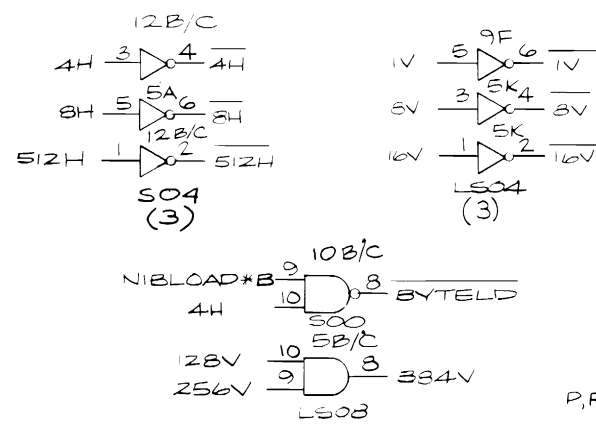 12B/C
4H 3 4 4H
5A
8H 5 6 8H
12B/C
512H 1 2 512H
S04
(3)
9F
1V 5 6 1V
5K
8V 3 4 8V
5K
16V 1 2 16V
LS04
(3)
10B/C
NIBLOAD*B 9 8 BYTELD
4H 10
S00
5B/C
128V 10 8 384V
256V 9
LS08